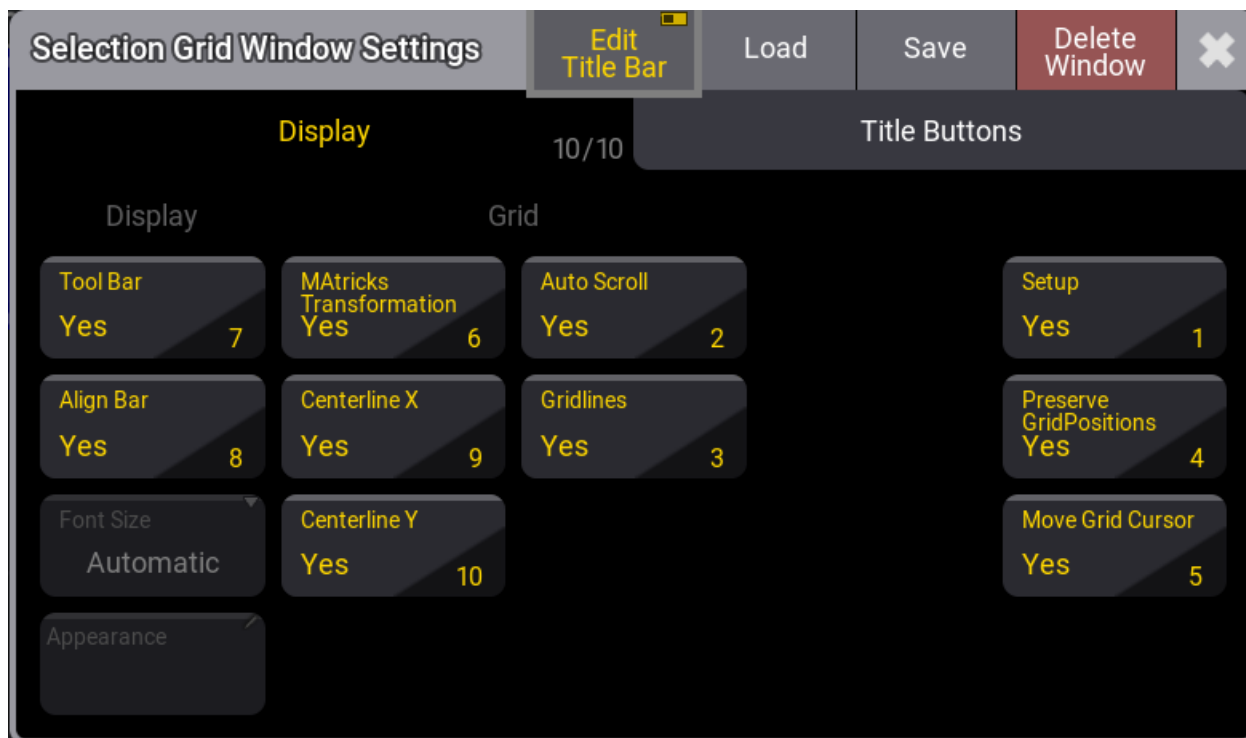 Selection Grid Window Settings
Edit
Title Bar
Load
Save
Delete
Window
Display
10/10
Title Buttons
Display
Grid
Tool Bar
Yes
7
MAtricks
Transformation
Yes
6
Auto Scroll
Yes
2
Setup
Yes
1
Align Bar
Yes
8
Centerline X
Yes
9
Gridlines
Yes
3
Preserve
GridPositions
Yes
4
Font Size
Automatic
Centerline Y
Yes
10
Move Grid Cursor
Yes
5
Appearance